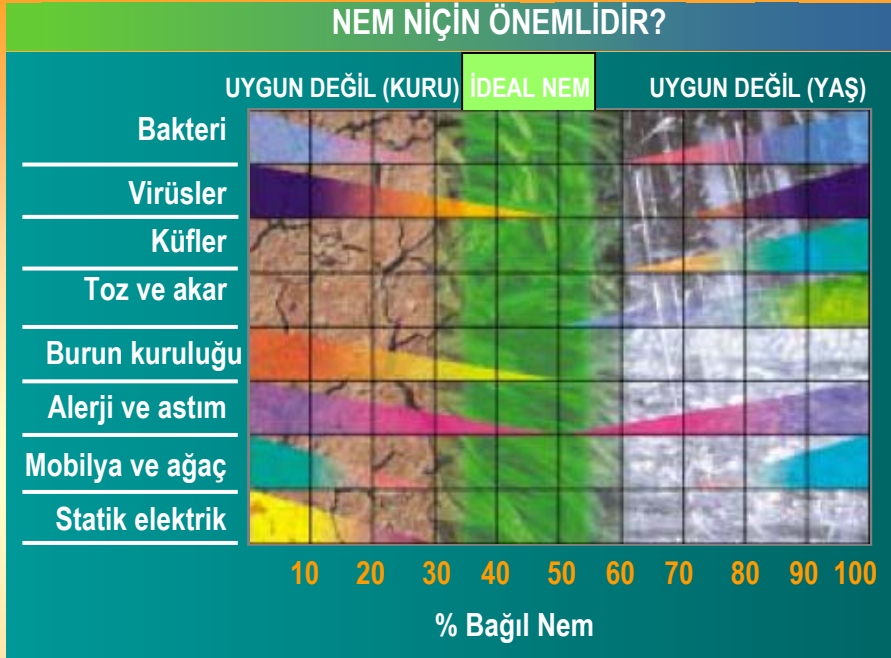 NEM NİÇİN ÖNEMLİDİR?
UYGUN DEĞİL (KURU) İDEAL NEM UYGUN DEĞİL (YAŞ)
Bakteri
Virüsler
Küfler
Toz ve akar
Burun kuruluğu
Alerji ve astım
Mobilya ve ağaç
Statik elektrik
10 20 30 40 50 60 70 80 90 100
% Bağıl Nem